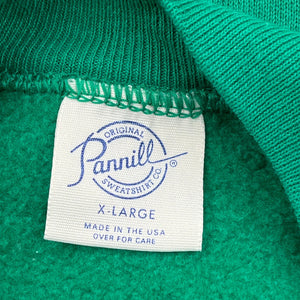 ORIGINAL
Pannill®
SWEATSHIRT CO.
X-LARGE
MADE IN THE USA
OVER FOR CARE